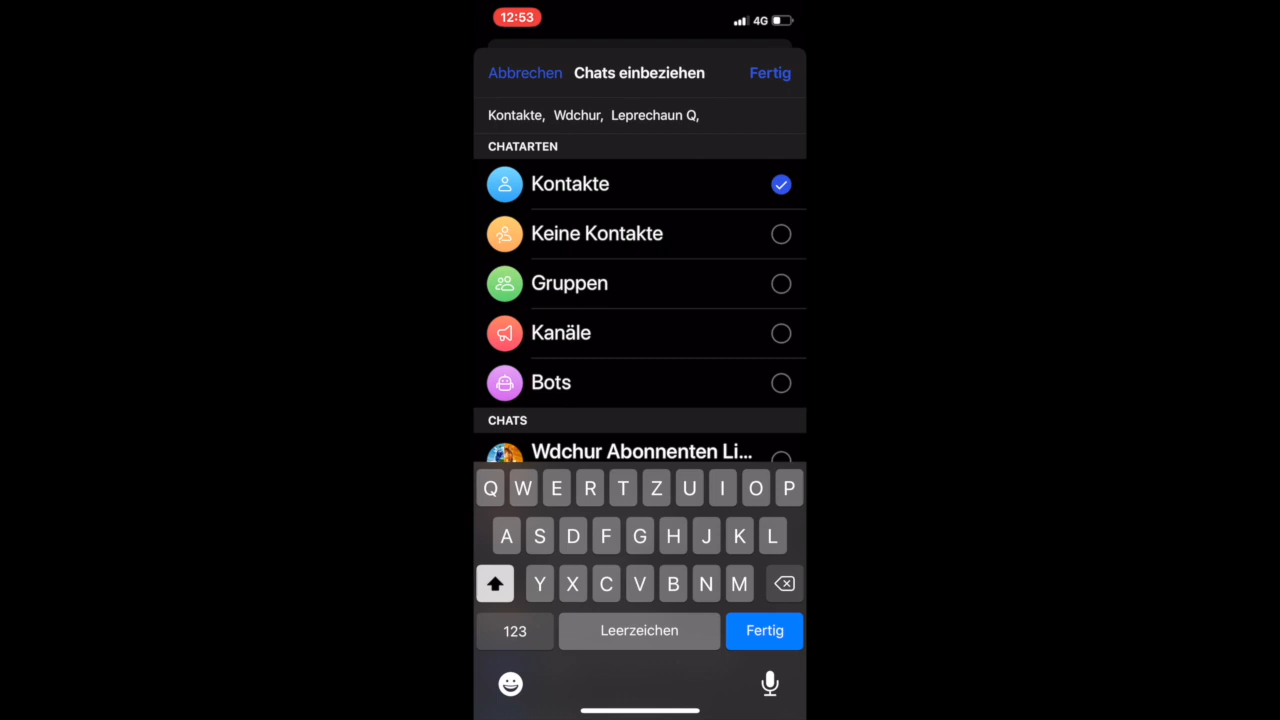 12:53
4G
Abbrechen Chats einbeziehen Fertig
Kontakte, Wdchur, Leprechaun Q,
CHATARTEN
Kontakte
Keine Kontakte
Gruppen
Kanäle
Bots
CHATS
Wdchur Abonnenten Li...
Q W E R T Z U I O P
A S D F G H J K L
Y X C V B N M
123 Leerzeichen Fertig